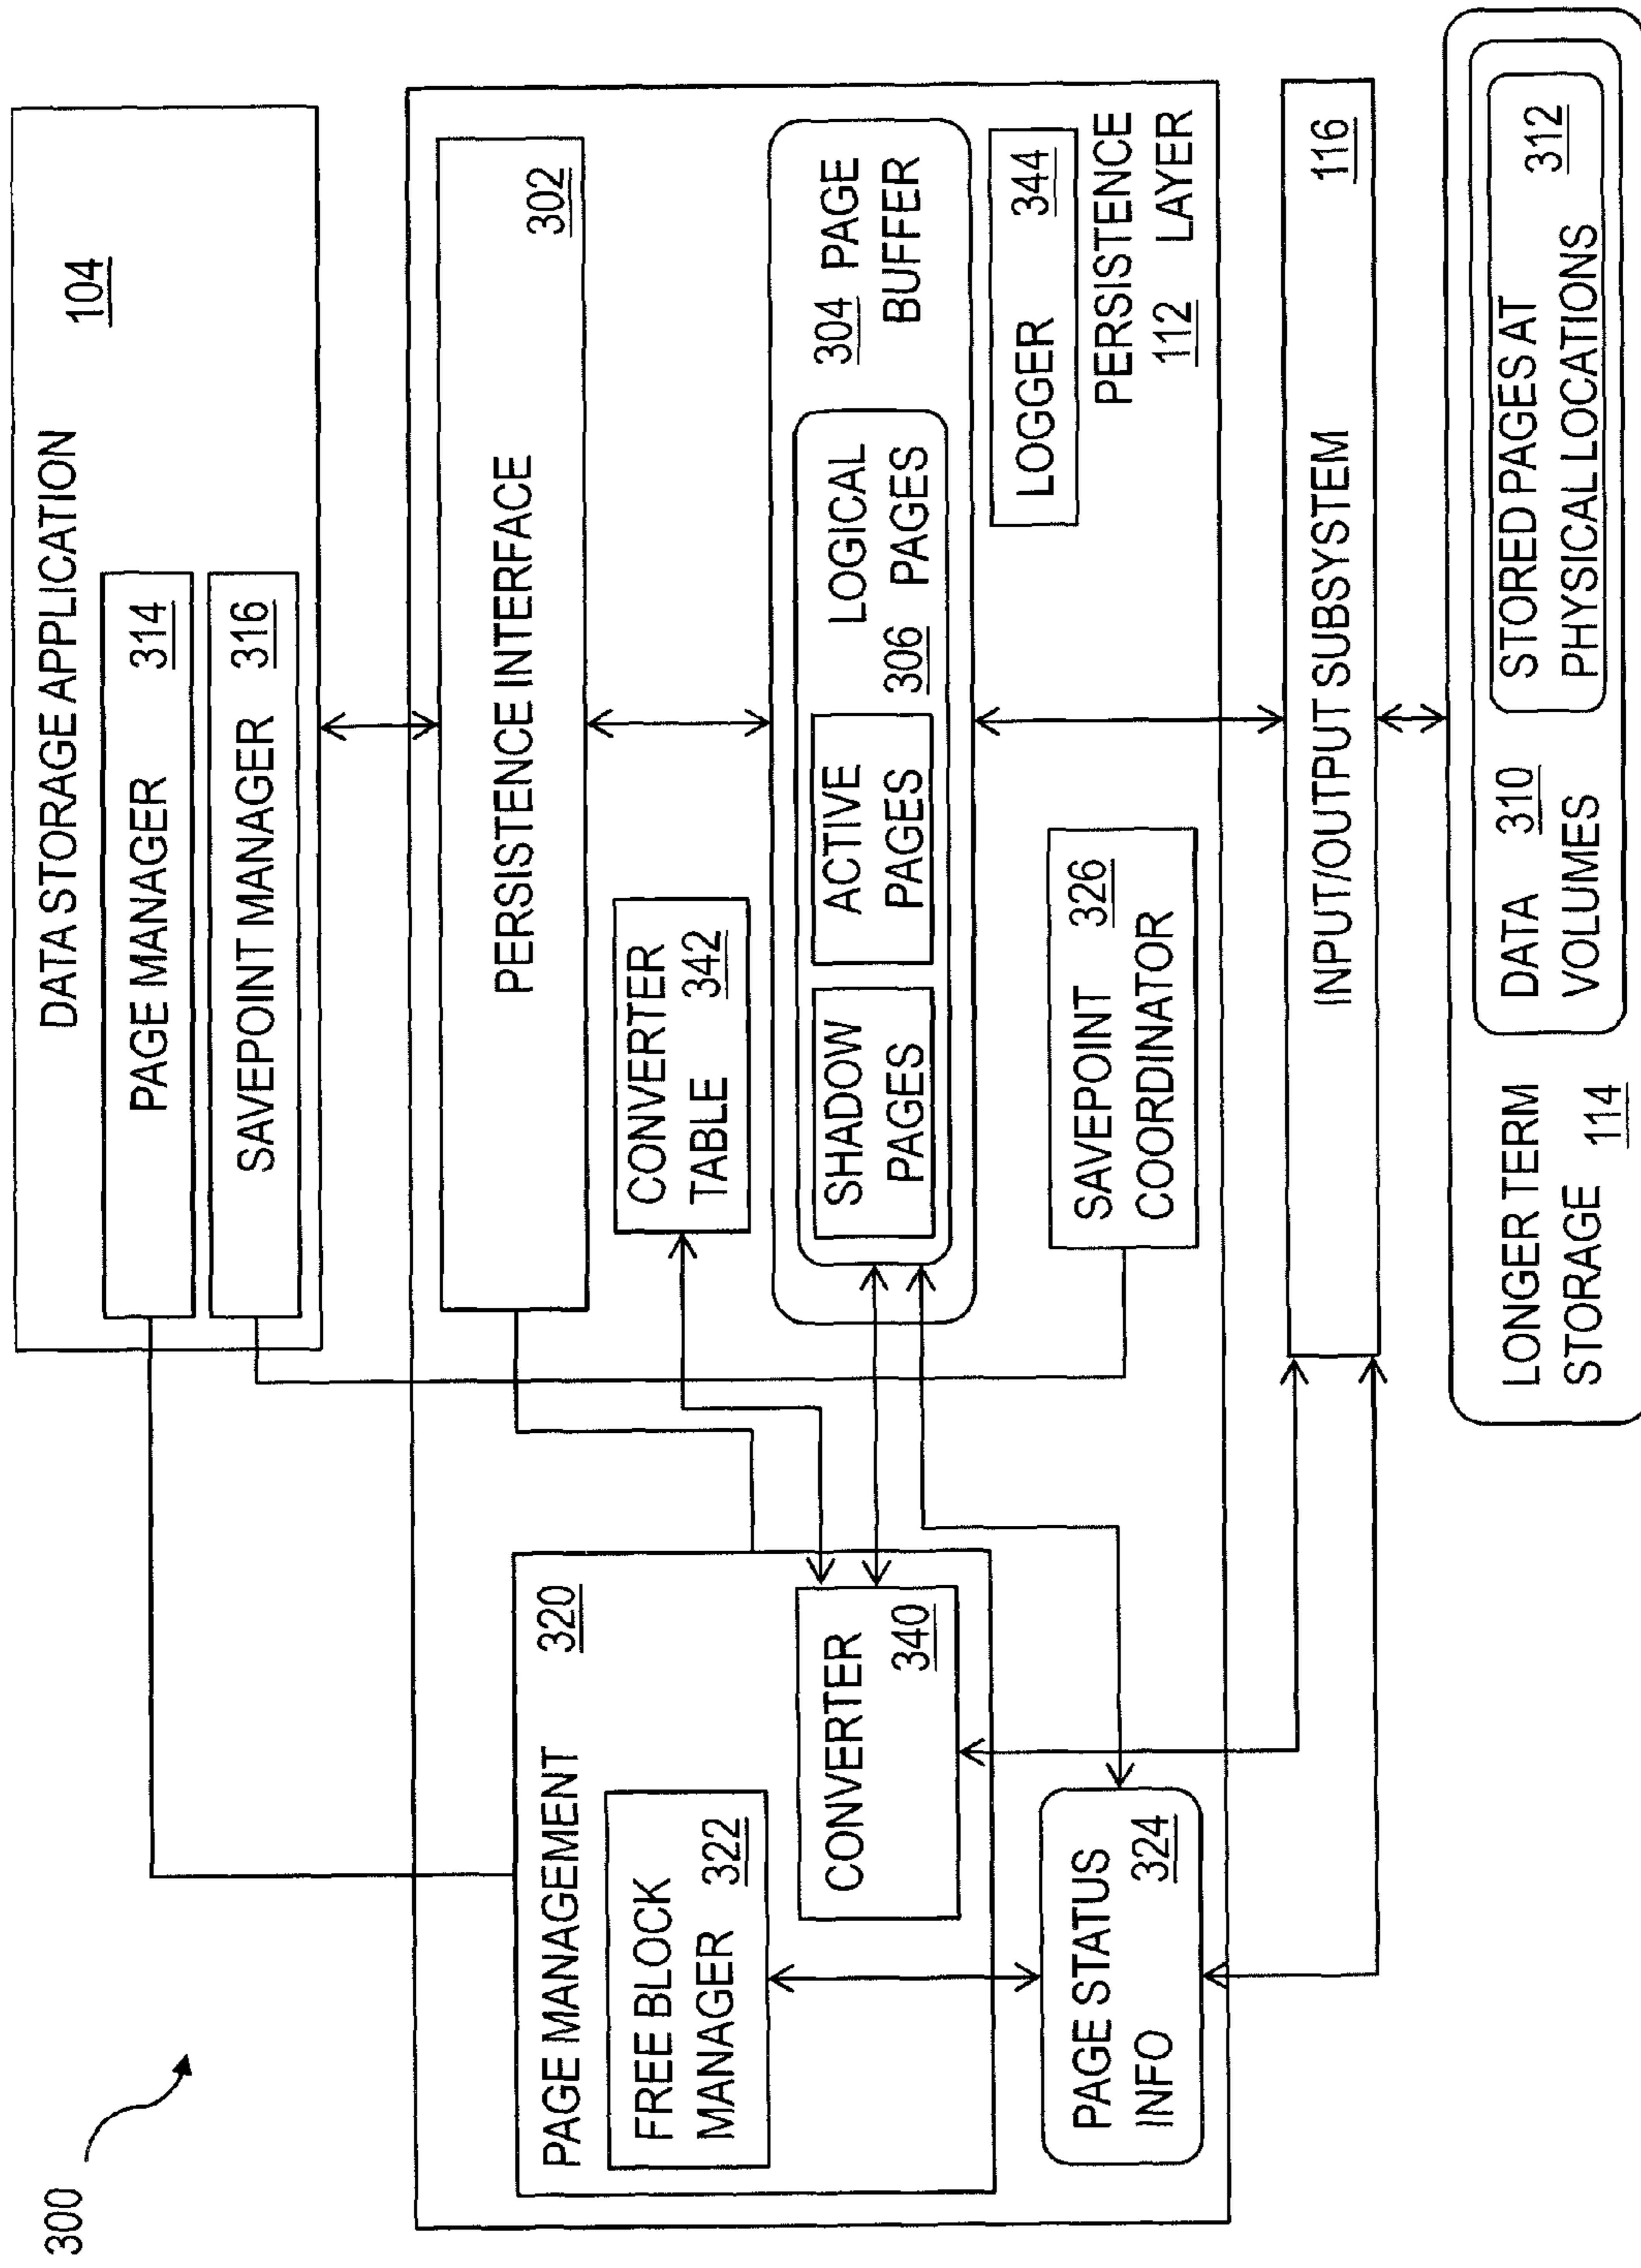 300
DATA STORAGE APPLICATION
104
PAGE MANAGER 314
SAVEPOINT MANAGER 316
PERSISTENCE INTERFACE
302
PAGE MANAGEMENT 320
FREE BLOCK
MANAGER 322
CONVERTER
340
CONVERTER
TABLE 342
SHADOW
PAGES
ACTIVE
PAGES
LOGICAL
306 PAGES
304 PAGE
BUFFER
PAGE STATUS
INFO 324
SAVEPOINT
COORDINATOR 326
LOGGER 344
PERSISTENCE
112 LAYER
INPUT/OUTPUT SUBSYSTEM
116
LONGER TERM
STORAGE 114
DATA 310
VOLUMES
STORED PAGES AT
PHYSICAL LOCATIONS 312